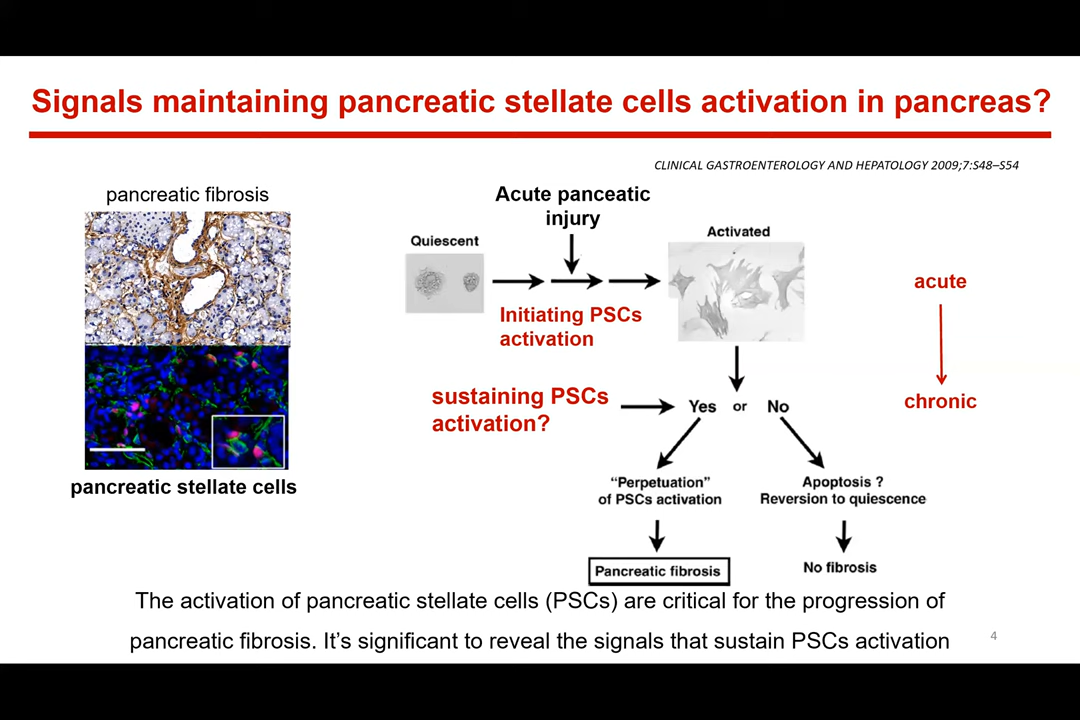 Signals maintaining pancreatic stellate cells activation in pancreas?
CLINICAL GASTROENTEROLOGY AND HEPATOLOGY 2009;7:S48–S54
pancreatic fibrosis
pancreatic stellate cells
Acute panceatic
injury
Quiescent
Activated
Initiating PSCs
activation
acute
chronic
sustaining PSCs
activation?
Yes or No
“Perpetuation”
of PSCs activation
Apoptosis ?
Reversion to quiescence
Pancreatic fibrosis
No fibrosis
The activation of pancreatic stellate cells (PSCs) are critical for the progression of
pancreatic fibrosis. It’s significant to reveal the signals that sustain PSCs activation
4